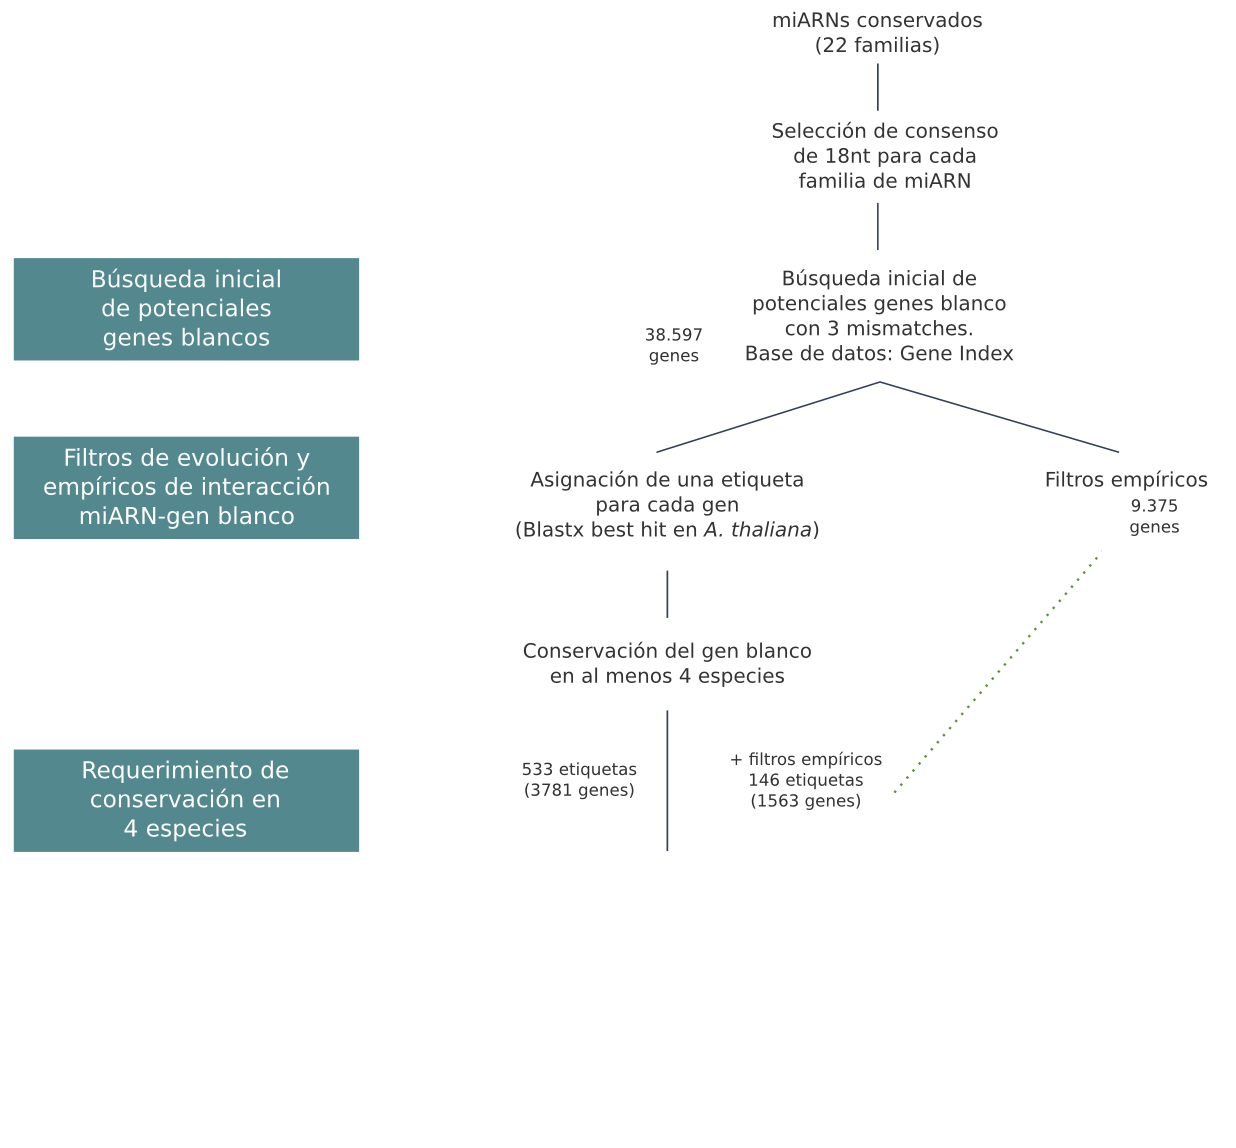 miARNs conservados
(22 familias)
Selección de consenso
de 18nt para cada
familia de miARN
Búsqueda inicial
de potenciales
genes blancos
38.597
genes
Búsqueda inicial de
potenciales genes blanco
con 3 mismatches.
Base de datos: Gene Index
Filtros de evolución y
empíricos de interacción
miARN-gen blanco
Asignación de una etiqueta
para cada gen
(Blastx best hit en A. thaliana)
Filtros empíricos
9.375
genes
Conservación del gen blanco
en al menos 4 especies
Requerimiento de
conservación en
4 especies
533 etiquetas
(3781 genes)
+ filtros empíricos
146 etiquetas
(1563 genes)